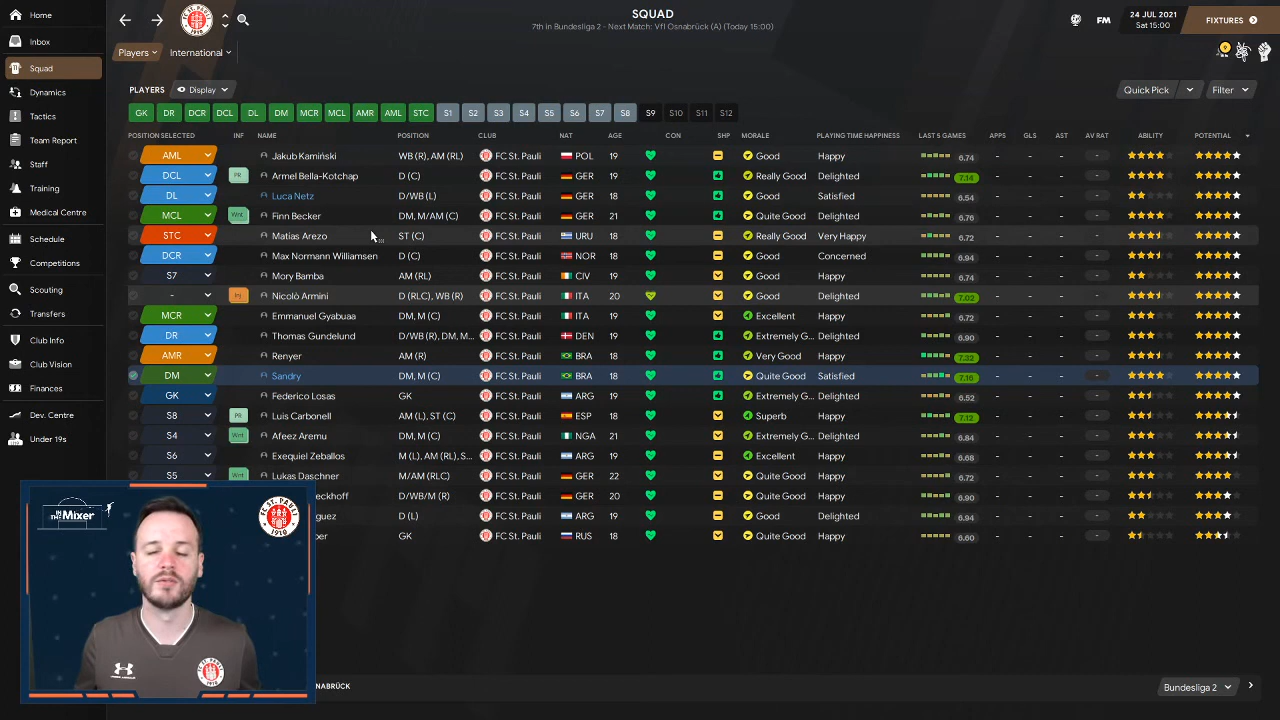 Home
SQUAD
24 JUL 2021
Sat 15:00
FM
FIXTURES
7th in Bundesliga 2 - Next Match: Vfl Osnabrück (A) (Today 15:00)
Inbox
Squad
Dynamics
Tactics
Team Report
Staff
Training
Medical Centre
Schedule
Competitions
Scouting
Transfers
Club Info
Club Vision
Finances
Dev. Centre
Under 19s
Players
International
PLAYERS
Display
Quick Pick
Filter
GK DR DCR DCL DL DM MCR MCL AMR AML STC S1 S2 S3 S4 S5 S6 S7 S8 S9 S10 S11 S12
POSITION SELECTED INF NAME POSITION CLUB NAT AGE CON SHP MORALE PLAYING TIME HAPPINESS LAST 5 GAMES APPS GLS AST AV RAT ABILITY POTENTIAL
AML Jakub Kamiński WB (R), AM (RL) FC St. Pauli POL 19 Good Happy 6.74 - - - -
DCL PR Armel Bella-Kotchap D (C) FC St. Pauli GER 19 Really Good Delighted 7.14 - - - -
DL Luca Netz D/WB (L) FC St. Pauli GER 18 Good Satisfied 6.54 - - - -
MCL Wnt Finn Becker DM, M/AM (C) FC St. Pauli GER 21 Quite Good Delighted 6.76 - - - -
STC Matias Arezo ST (C) FC St. Pauli URU 18 Really Good Very Happy 6.72 - - - -
DCR Max Normann Williamsen D (C) FC St. Pauli NOR 18 Good Concerned 6.94 - - - -
S7 Mory Bamba AM (RL) FC St. Pauli CIV 19 Good Happy 6.74 - - - -
- Inj Nicolò Armini D (RLC), WB (R) FC St. Pauli ITA 20 Good Delighted 7.02 - - - -
MCR Emmanuel Gyabuaa DM, M (C) FC St. Pauli ITA 19 Excellent Happy 6.72 - - - -
DR Thomas Gundelund D/WB (R), DM, M... FC St. Pauli DEN 19 Extremely G... Delighted 6.90 - - - -
AMR Renyer AM (R) FC St. Pauli BRA 18 Very Good Happy 7.32 - - - -
DM Sandry DM, M (C) FC St. Pauli BRA 18 Quite Good Satisfied 7.16 - - - -
GK Federico Losas GK FC St. Pauli ARG 19 Extremely G... Delighted 6.52 - - - -
S8 PR Luis Carbonell AM (L), ST (C) FC St. Pauli ESP 18 Superb Happy 7.12 - - - -
S4 Wnt Afeez Aremu DM, M (C) FC St. Pauli NGA 21 Extremely G... Delighted 6.84 - - - -
S6 Exequiel Zeballos M (L), AM (RL), S... FC St. Pauli ARG 19 Excellent Happy 6.68 - - - -
S5 Wnt Lukas Daschner M/AM (RLC) FC St. Pauli GER 22 Quite Good Happy 6.72 - - - -
eckhoff D/WB/M (R) FC St. Pauli GER 20 Quite Good Happy 6.90 - - - -
guez D (L) FC St. Pauli ARG 19 Good Delighted 6.94 - - - -
per GK FC St. Pauli RUS 18 Quite Good Happy 6.60 - - - -
IN THE Mixer
FC ST. PAULI
1910
UNDER ARMOUR
NABRÜCK
Bundesliga 2